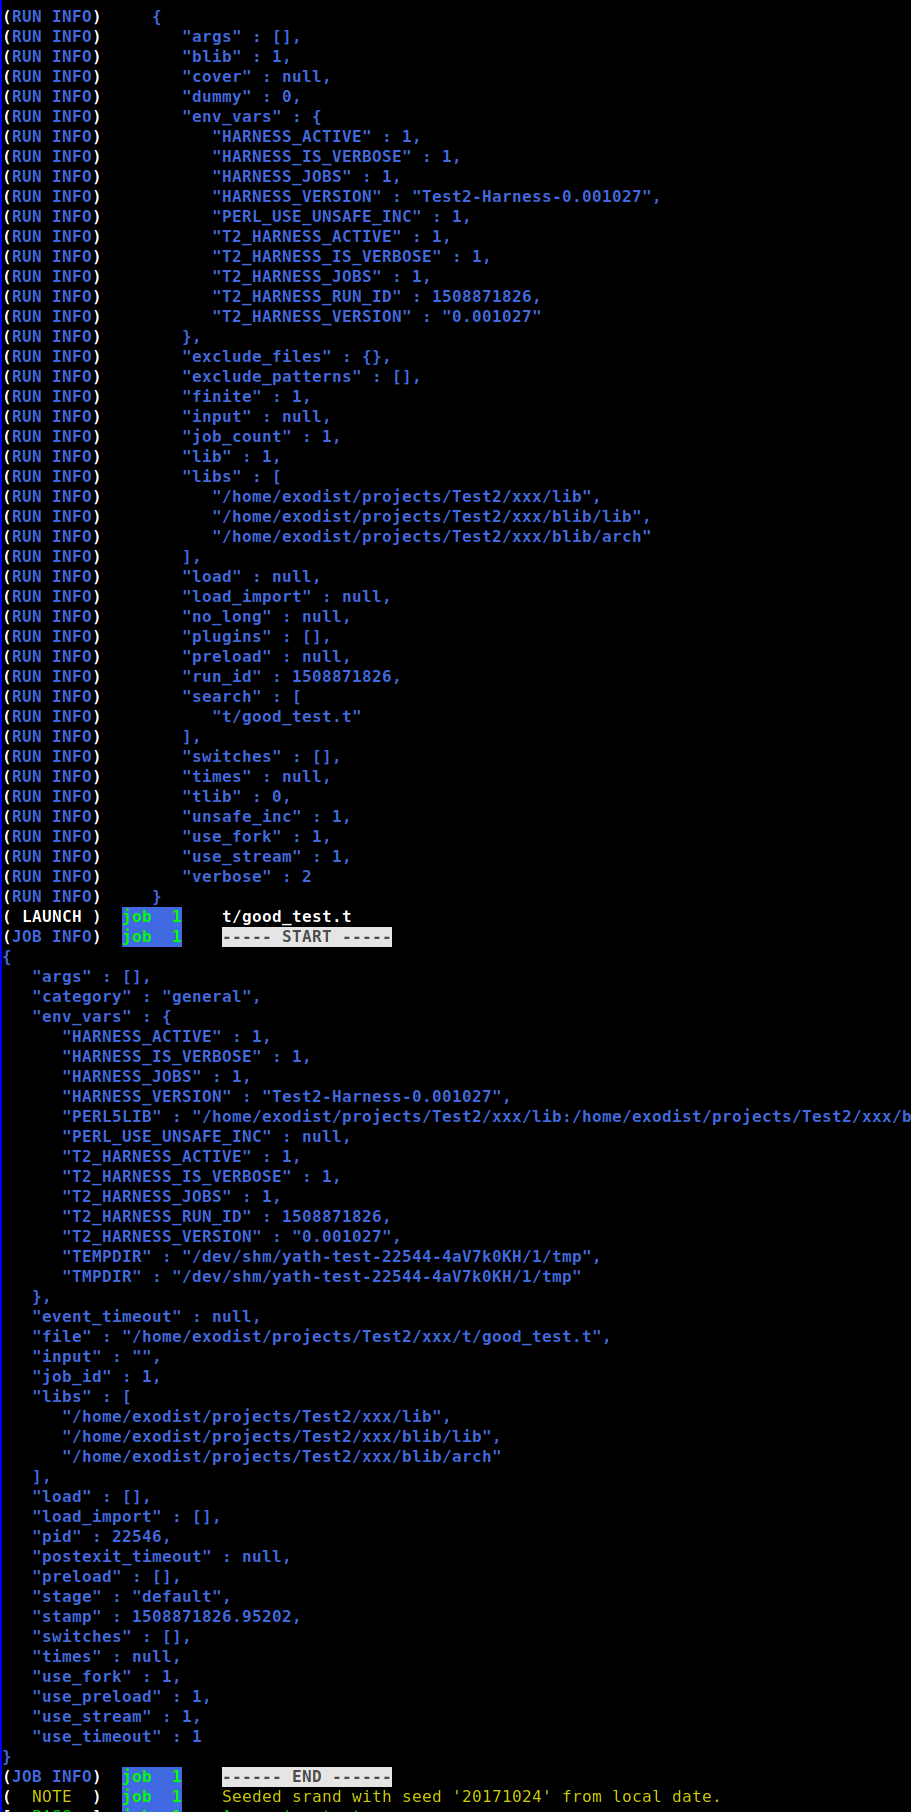 (RUN INFO)     {
(RUN INFO)        "args" : [],
(RUN INFO)        "blib" : 1,
(RUN INFO)        "cover" : null,
(RUN INFO)        "dummy" : 0,
(RUN INFO)        "env_vars" : {
(RUN INFO)           "HARNESS_ACTIVE" : 1,
(RUN INFO)           "HARNESS_IS_VERBOSE" : 1,
(RUN INFO)           "HARNESS_JOBS" : 1,
(RUN INFO)           "HARNESS_VERSION" : "Test2-Harness-0.001027",
(RUN INFO)           "PERL_USE_UNSAFE_INC" : 1,
(RUN INFO)           "T2_HARNESS_ACTIVE" : 1,
(RUN INFO)           "T2_HARNESS_IS_VERBOSE" : 1,
(RUN INFO)           "T2_HARNESS_JOBS" : 1,
(RUN INFO)           "T2_HARNESS_RUN_ID" : 1508871826,
(RUN INFO)           "T2_HARNESS_VERSION" : "0.001027"
(RUN INFO)        },
(RUN INFO)        "exclude_files" : {},
(RUN INFO)        "exclude_patterns" : [],
(RUN INFO)        "finite" : 1,
(RUN INFO)        "input" : null,
(RUN INFO)        "job_count" : 1,
(RUN INFO)        "lib" : 1,
(RUN INFO)        "libs" : [
(RUN INFO)           "/home/exodist/projects/Test2/xxx/lib",
(RUN INFO)           "/home/exodist/projects/Test2/xxx/blib/lib",
(RUN INFO)           "/home/exodist/projects/Test2/xxx/blib/arch"
(RUN INFO)        ],
(RUN INFO)        "load" : null,
(RUN INFO)        "load_import" : null,
(RUN INFO)        "no_long" : null,
(RUN INFO)        "plugins" : [],
(RUN INFO)        "preload" : null,
(RUN INFO)        "run_id" : 1508871826,
(RUN INFO)        "search" : [
(RUN INFO)           "t/good_test.t"
(RUN INFO)        ],
(RUN INFO)        "switches" : [],
(RUN INFO)        "times" : null,
(RUN INFO)        "tlib" : 0,
(RUN INFO)        "unsafe_inc" : 1,
(RUN INFO)        "use_fork" : 1,
(RUN INFO)        "use_stream" : 1,
(RUN INFO)        "verbose" : 2
(RUN INFO)     }
( LAUNCH )  job  1    t/good_test.t
(JOB INFO)  job  1    ----- START -----
{
   "args" : [],
   "category" : "general",
   "env_vars" : {
      "HARNESS_ACTIVE" : 1,
      "HARNESS_IS_VERBOSE" : 1,
      "HARNESS_JOBS" : 1,
      "HARNESS_VERSION" : "Test2-Harness-0.001027",
      "PERL5LIB" : "/home/exodist/projects/Test2/xxx/lib:/home/exodist/projects/Test2/xxx/b
      "PERL_USE_UNSAFE_INC" : null,
      "T2_HARNESS_ACTIVE" : 1,
      "T2_HARNESS_IS_VERBOSE" : 1,
      "T2_HARNESS_JOBS" : 1,
      "T2_HARNESS_RUN_ID" : 1508871826,
      "T2_HARNESS_VERSION" : "0.001027",
      "TEMPDIR" : "/dev/shm/yath-test-22544-4aV7k0KH/1/tmp",
      "TMPDIR" : "/dev/shm/yath-test-22544-4aV7k0KH/1/tmp"
   },
   "event_timeout" : null,
   "file" : "/home/exodist/projects/Test2/xxx/t/good_test.t",
   "input" : "",
   "job_id" : 1,
   "libs" : [
      "/home/exodist/projects/Test2/xxx/lib",
      "/home/exodist/projects/Test2/xxx/blib/lib",
      "/home/exodist/projects/Test2/xxx/blib/arch"
   ],
   "load" : [],
   "load_import" : [],
   "pid" : 22546,
   "postexit_timeout" : null,
   "preload" : [],
   "stage" : "default",
   "stamp" : 1508871826.95202,
   "switches" : [],
   "times" : null,
   "use_fork" : 1,
   "use_preload" : 1,
   "use_stream" : 1,
   "use_timeout" : 1
}
(JOB INFO)  job  1    ------ END ------
(  NOTE  )  job  1    Seeded srand with seed '20171024' from local date.